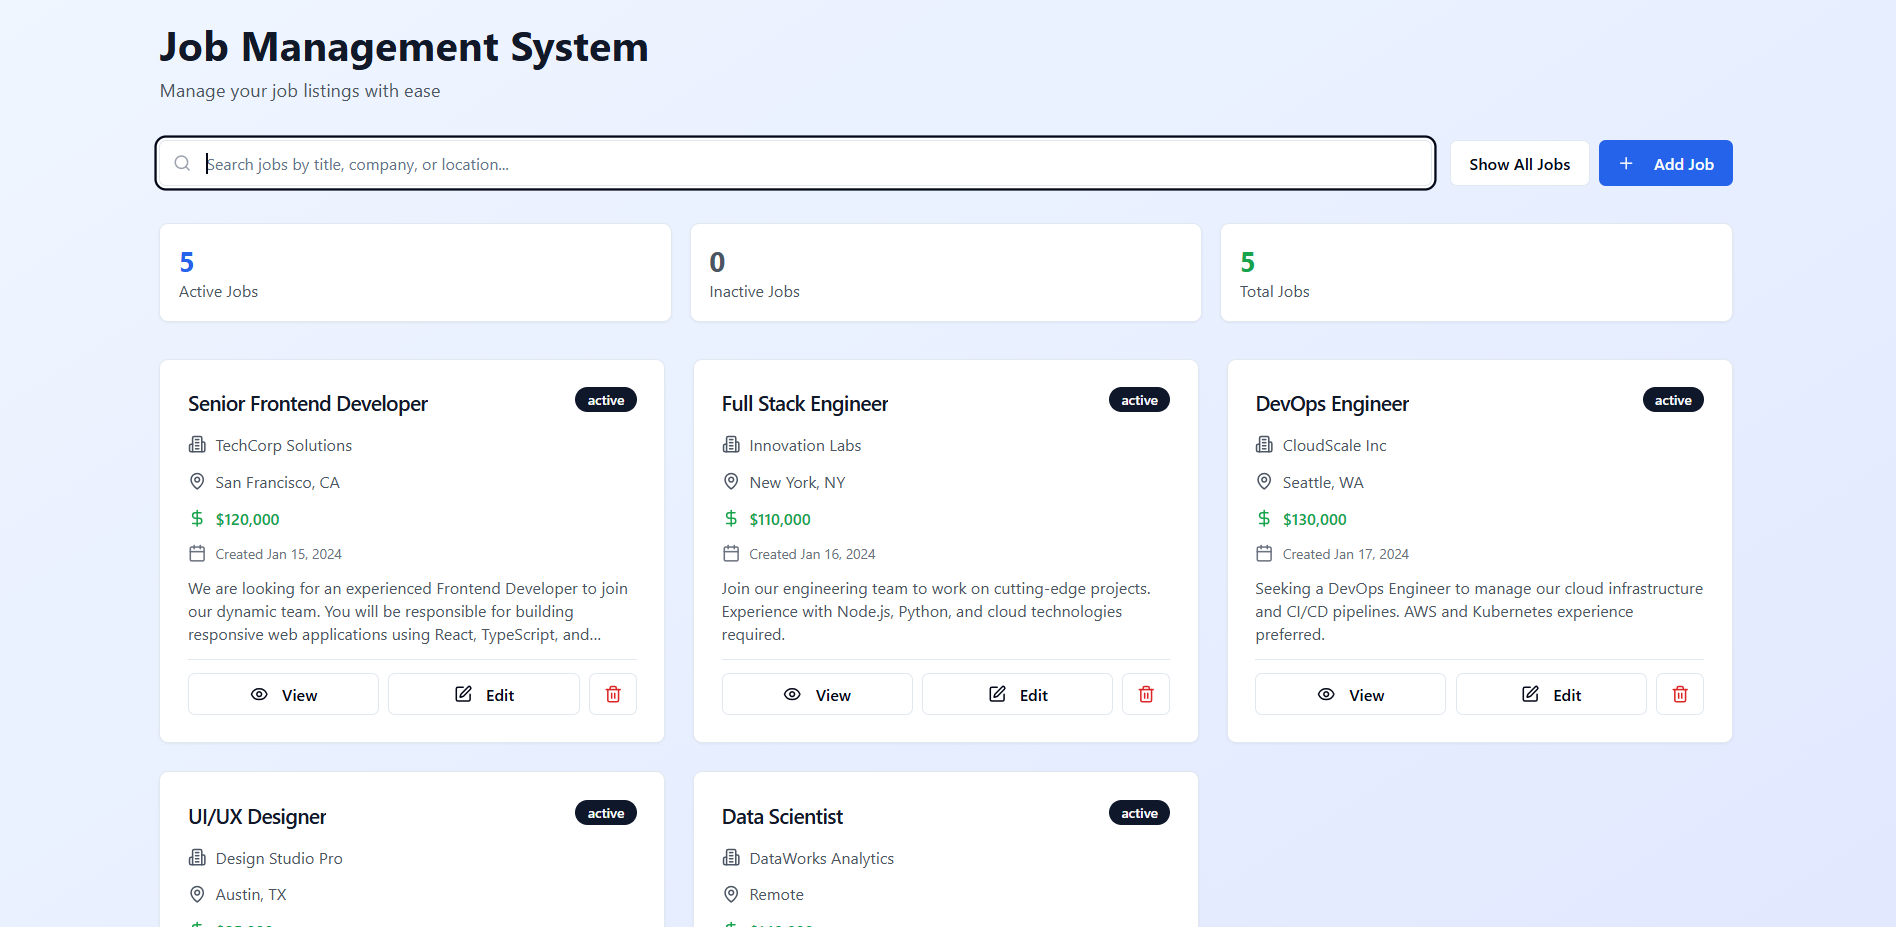 Job Management System
Manage your job listings with ease
Search jobs by title, company, or location...
Show All Jobs
Add Job
5
Active Jobs
0
Inactive Jobs
5
Total Jobs
Senior Frontend Developer
active
TechCorp Solutions
San Francisco, CA
$120,000
Created Jan 15, 2024
We are looking for an experienced Frontend Developer to join
our dynamic team. You will be responsible for building
responsive web applications using React, TypeScript, and...
View
Edit
Full Stack Engineer
active
Innovation Labs
New York, NY
$110,000
Created Jan 16, 2024
Join our engineering team to work on cutting-edge projects.
Experience with Node.js, Python, and cloud technologies
required.
View
Edit
DevOps Engineer
active
CloudScale Inc
Seattle, WA
$130,000
Created Jan 17, 2024
Seeking a DevOps Engineer to manage our cloud infrastructure
and CI/CD pipelines. AWS and Kubernetes experience
preferred.
View
Edit
UI/UX Designer
active
Design Studio Pro
Austin, TX
Data Scientist
active
DataWorks Analytics
Remote